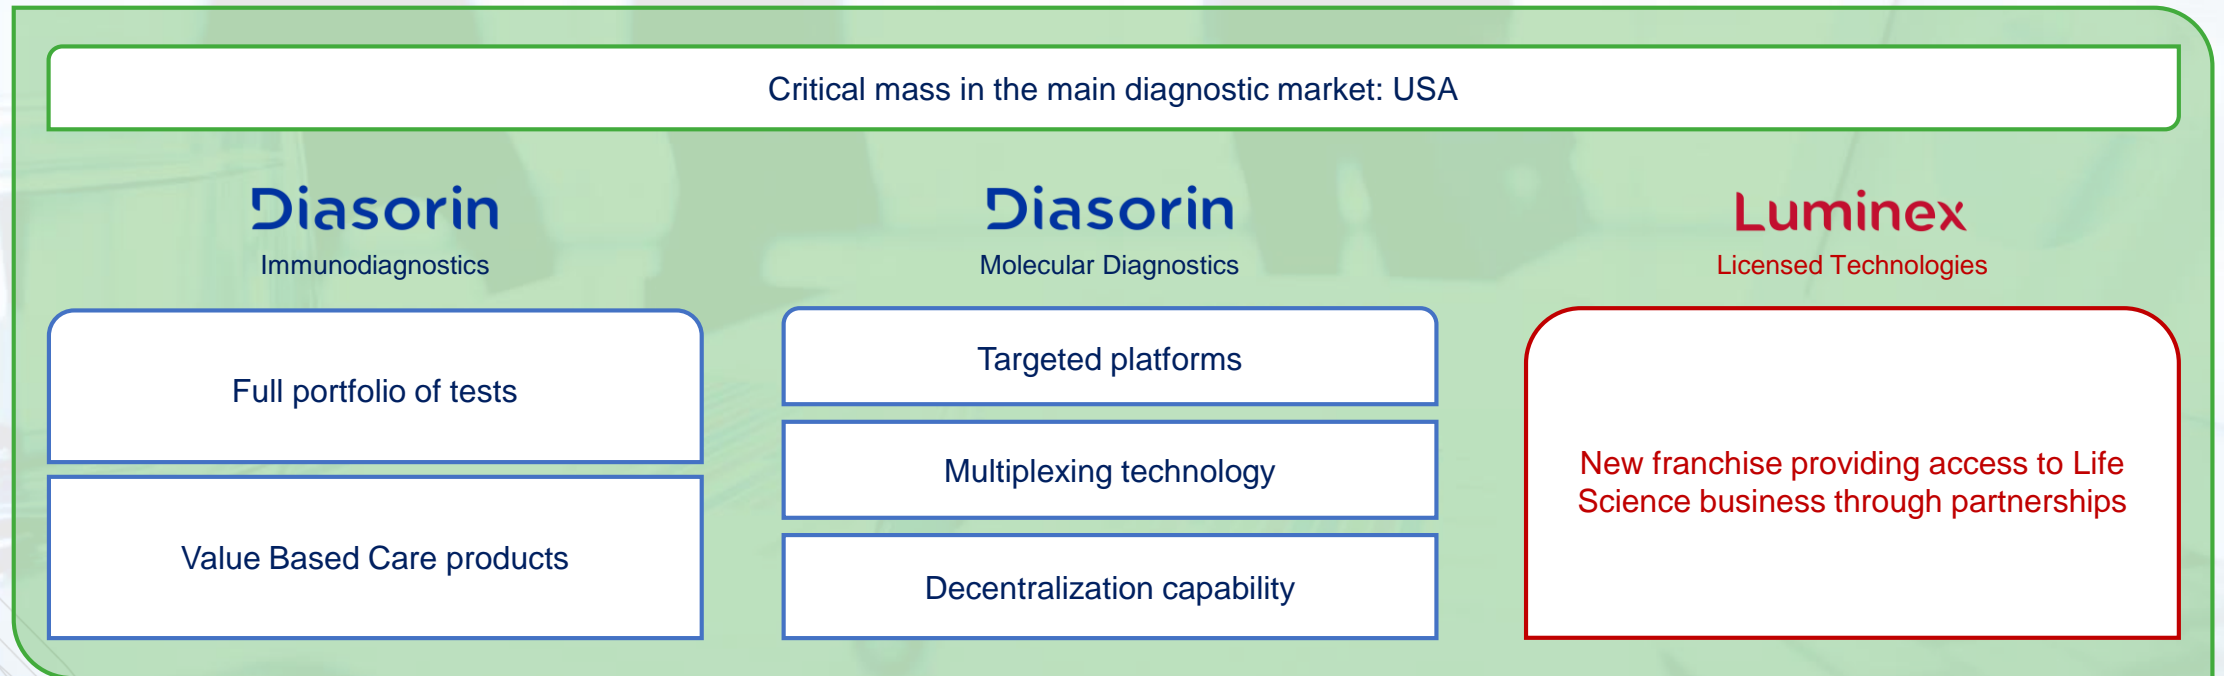 Critical mass in the main diagnostic market: USA
Diasorin
Immunodiagnostics
Full portfolio of tests
Value Based Care products
Diasorin
Molecular Diagnostics
Targeted platforms
Multiplexing technology
Decentralization capability
Luminex
Licensed Technologies
New franchise providing access to Life
Science business through partnerships